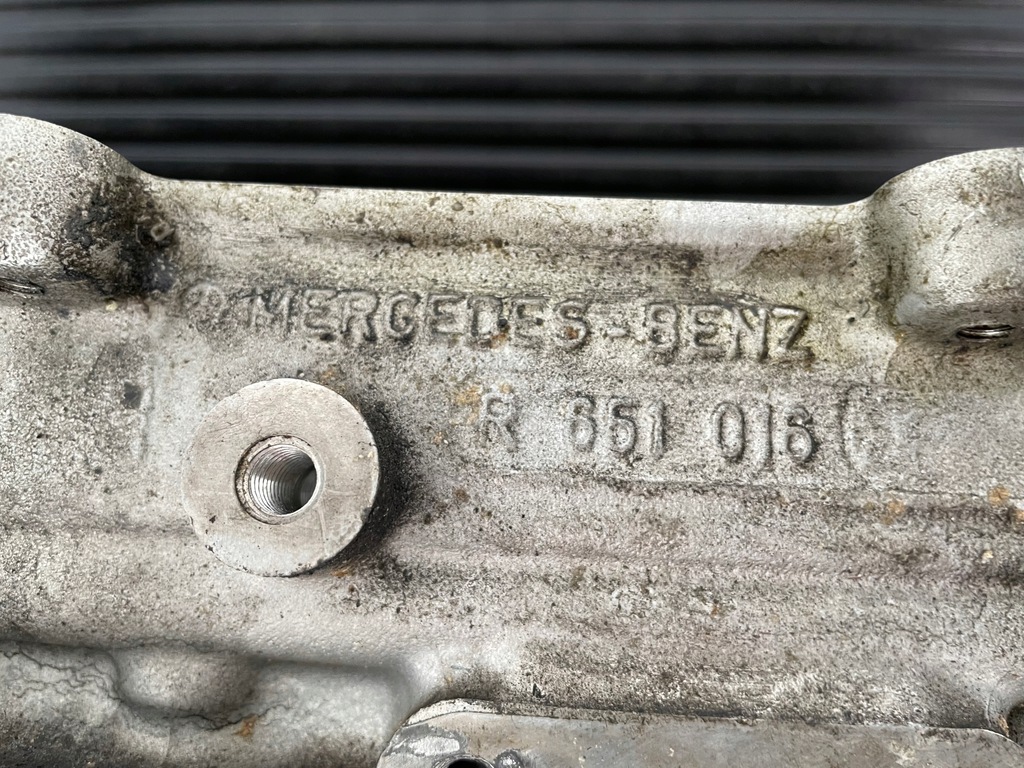 MERCEDES-BENZ
R 651 016